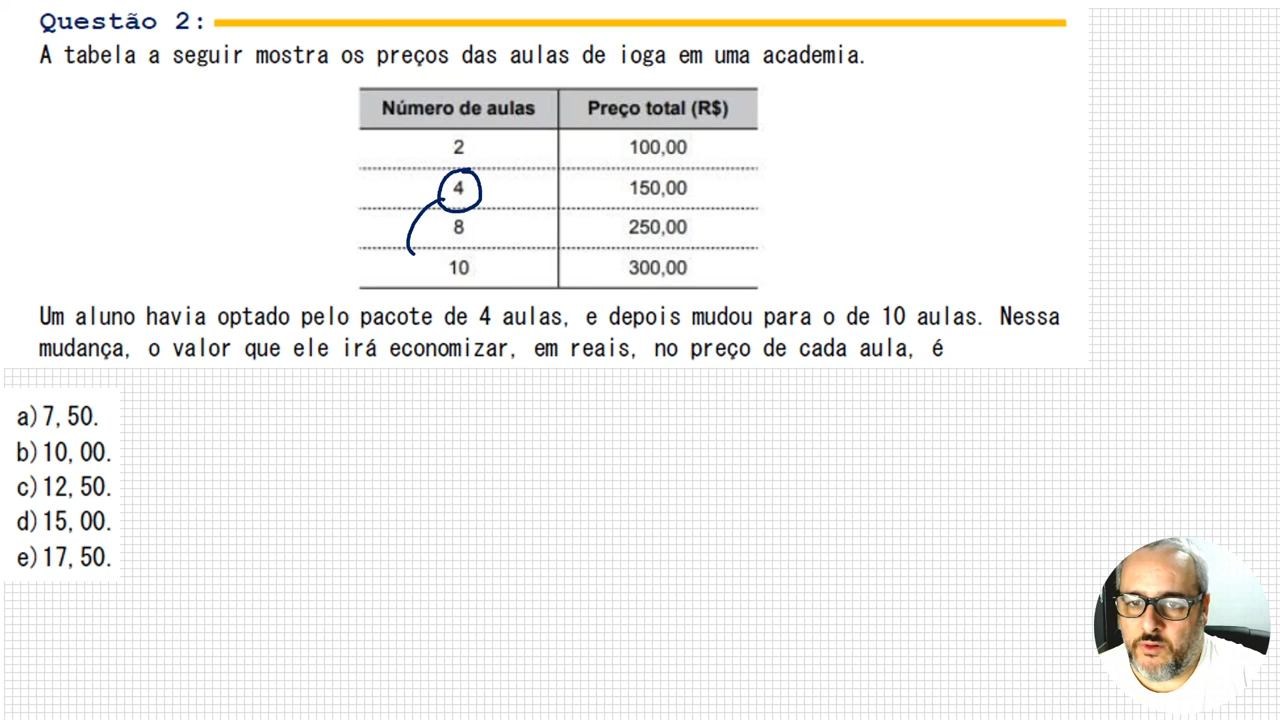 Questão 2:
A tabela a seguir mostra os preços das aulas de ioga em uma academia.
Número de aulas Preço total (R$)
2 100,00
4 150,00
8 250,00
10 300,00
Um aluno havia optado pelo pacote de 4 aulas, e depois mudou para o de 10 aulas. Nessa
mudança, o valor que ele irá economizar, em reais, no preço de cada aula, é
a)7,50.
b)10,00.
c)12,50.
d)15,00.
e)17,50.